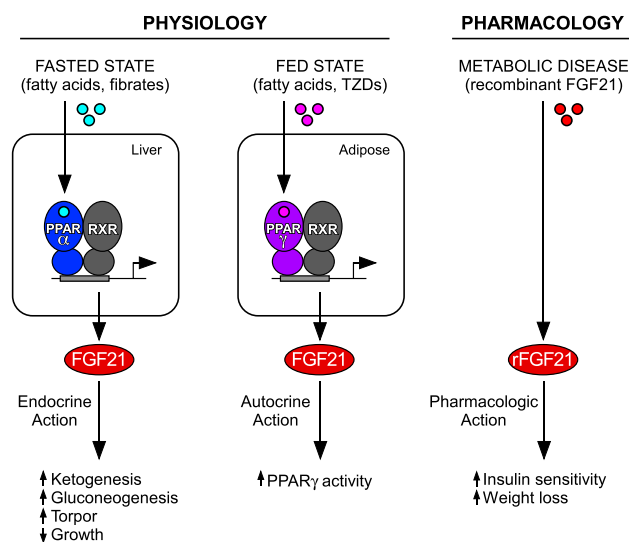 PHYSIOLOGY
PHARMACOLOGY
FASTED STATE
(fatty acids, fibrates)
FED STATE
(fatty acids, TZDs)
METABOLIC DISEASE
(recombinant FGF21)
Liver
Adipose
PPAR
α
RXR
PPAR
γ
RXR
FGF21
FGF21
rFGF21
Endocrine
Action
Autocrine
Action
Pharmacologic
Action
Ketogenesis
Gluconeogenesis
Torpor
Growth
PPARγ activity
Insulin sensitivity
Weight loss